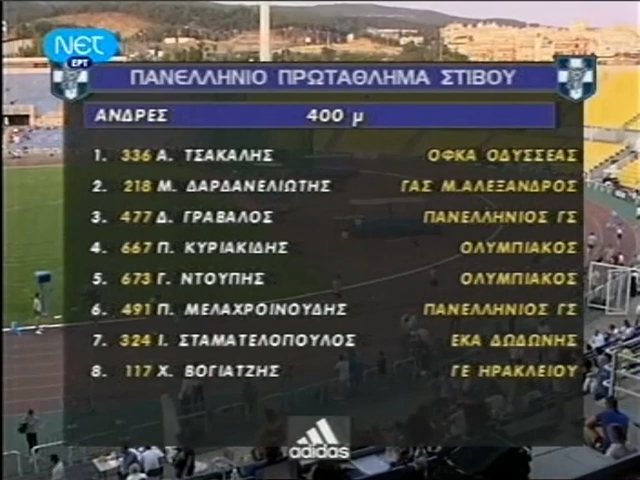 NET
ΕΡΤ
ΠΑΝΕΛΛΗΝΙΟ ΠΡΩΤΑΘΛΗΜΑ ΣΤΙΒΟΥ
ΑΝΔΡΕΣ 400 μ
1. 336 Α. ΤΣΑΚΑΛΗΣ ΟΦΚΑ ΟΔΥΣΣΕΑΣ
2. 218 Μ. ΔΑΡΔΑΝΕΛΙΩΤΗΣ ΓΑΣ Μ.ΑΛΕΞΑΝΔΡΟΣ
3. 477 Δ. ΓΡΑΒΑΛΟΣ ΠΑΝΕΛΛΗΝΙΟΣ ΓΣ
4. 667 Π. ΚΥΡΙΑΚΙΔΗΣ ΟΛΥΜΠΙΑΚΟΣ
5. 673 Γ. ΝΤΟΥΠΗΣ ΟΛΥΜΠΙΑΚΟΣ
6. 491 Π. ΜΕΛΑΧΡΟΙΝΟΥΔΗΣ ΠΑΝΕΛΛΗΝΙΟΣ ΓΣ
7. 324 Ι. ΣΤΑΜΑΤΕΛΟΠΟΥΛΟΣ ΕΚΑ ΔΩΔΩΝΗΣ
8. 117 Χ. ΒΟΓΙΑΤΖΗΣ ΓΕ ΗΡΑΚΛΕΙΟΥ
adidas